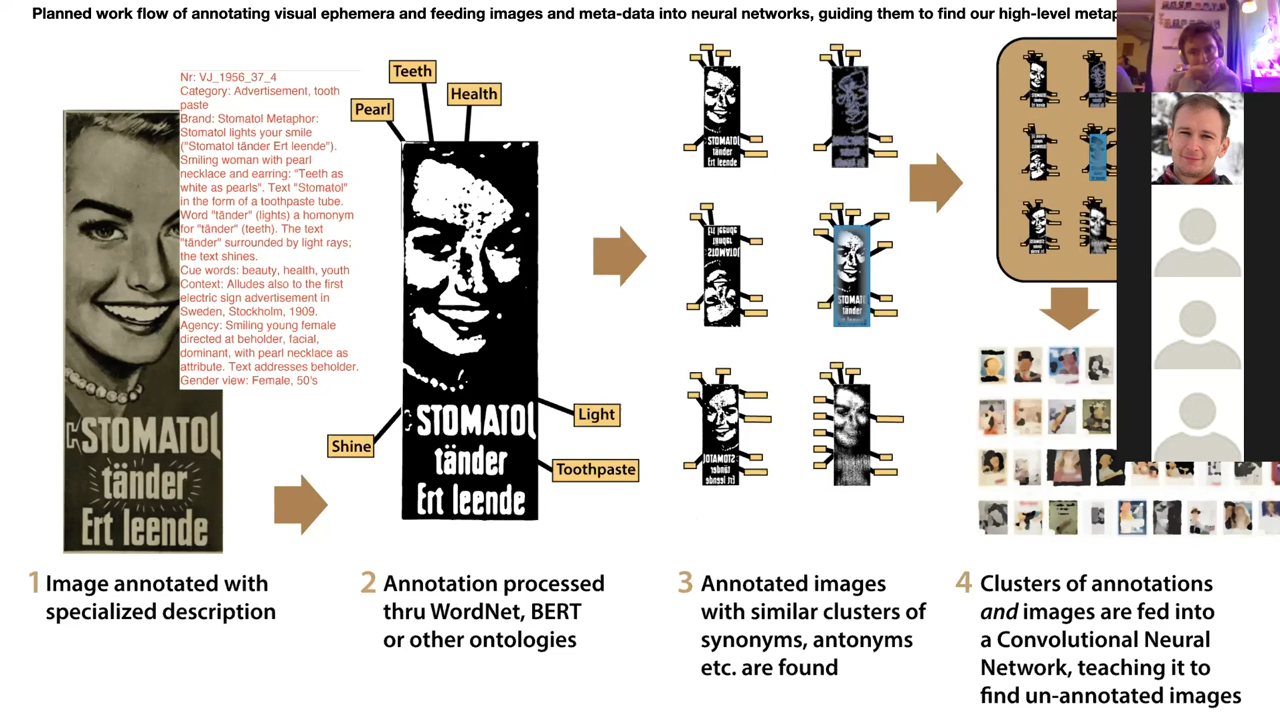 Planned work flow of annotating visual ephemera and feeding images and meta-data into neural networks, guiding them to find our high-level
Nr: VJ_1956_37_4
Category: Advertisement, tooth
paste
Brand: Stomatol Metaphor:
Stomatol lights your smile
("Stomatol tänder Ert leende").
Smiling woman with pearl
necklace and earring: "Teeth as
white as pearls". Text "Stomatol"
in the form of a toothpaste tube.
Word "tänder" (lights) a homonym
for "tänder" (teeth). The text
"tänder" surrounded by light rays;
the text shines.
Cue words: beauty, health, youth
Context: Alludes also to the first
electric sign advertisement in
Sweden, Stockholm, 1909.
Agency: Smiling young female
directed at beholder, facial,
dominant, with pearl necklace as
attribute. Text addresses beholder.
Gender view: Female, 50's
STOMATOL
tänder
Ert leende
Teeth
Health
Pearl
STOMATOL
tänder
Ert leende
Light
Shine
Toothpaste
STOMATOL
tänder
Ert leende
1 Image annotated with
specialized description
2 Annotation processed
thru WordNet, BERT
or other ontologies
3 Annotated images
with similar clusters of
synonyms, antonyms
etc. are found
4 Clusters of annotations
and images are fed into
a Convolutional Neural
Network, teaching it to
find un-annotated images